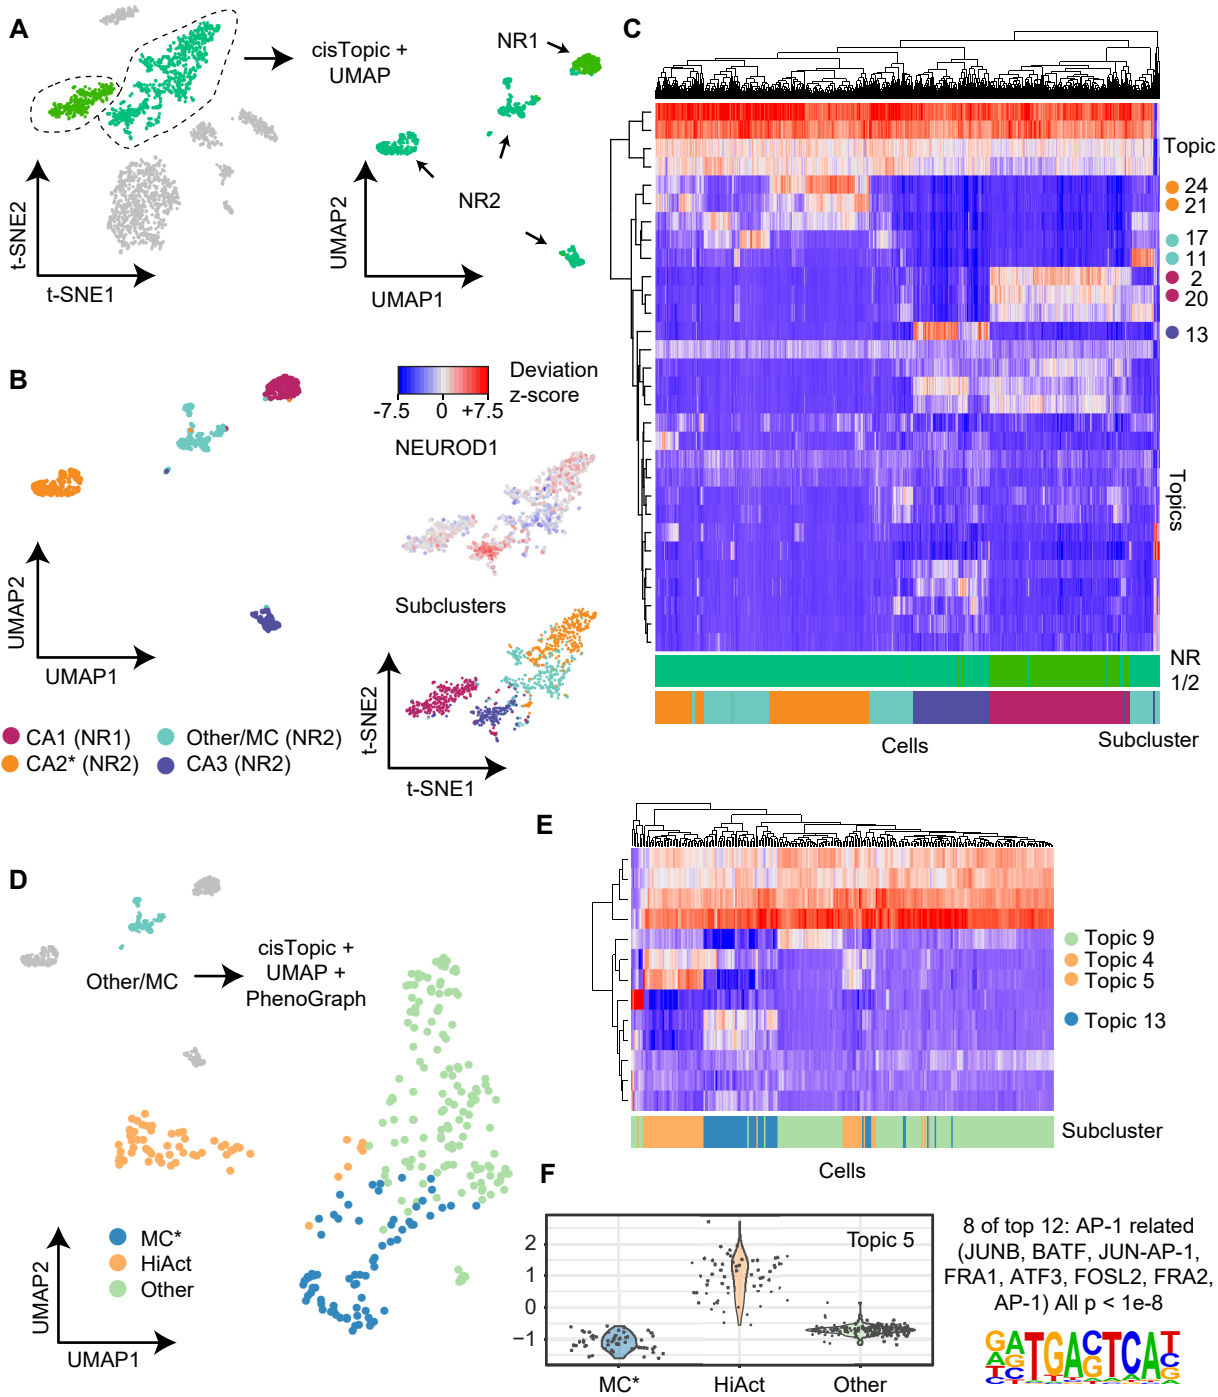 A
t-SNE2
t-SNE1
cisTopic +
UMAP
NR1
NR2
UMAP2
UMAP1
B
UMAP2
UMAP1
CA1 (NR1)
Other/MC (NR2)
CA2* (NR2)
CA3 (NR2)
Deviation
z-score
-7.5 0 +7.5
NEUROD1
Subclusters
t-SNE2
t-SNE1
C
Topic
24
21
17
11
2
20
13
Topics
NR
1/2
Cells
Subcluster
D
Other/MC
cisTopic +
UMAP +
PhenoGraph
MC*
HiAct
Other
UMAP2
UMAP1
E
Topic 9
Topic 4
Topic 5
Topic 13
Subcluster
Cells
F
Topic 5
2
1
0
−1
MC* HiAct Other
8 of top 12: AP-1 related
(JUNB, BATF, JUN-AP-1,
FRA1, ATF3, FOSL2, FRA2,
AP-1) All p < 1e-8
GATGACTCAT